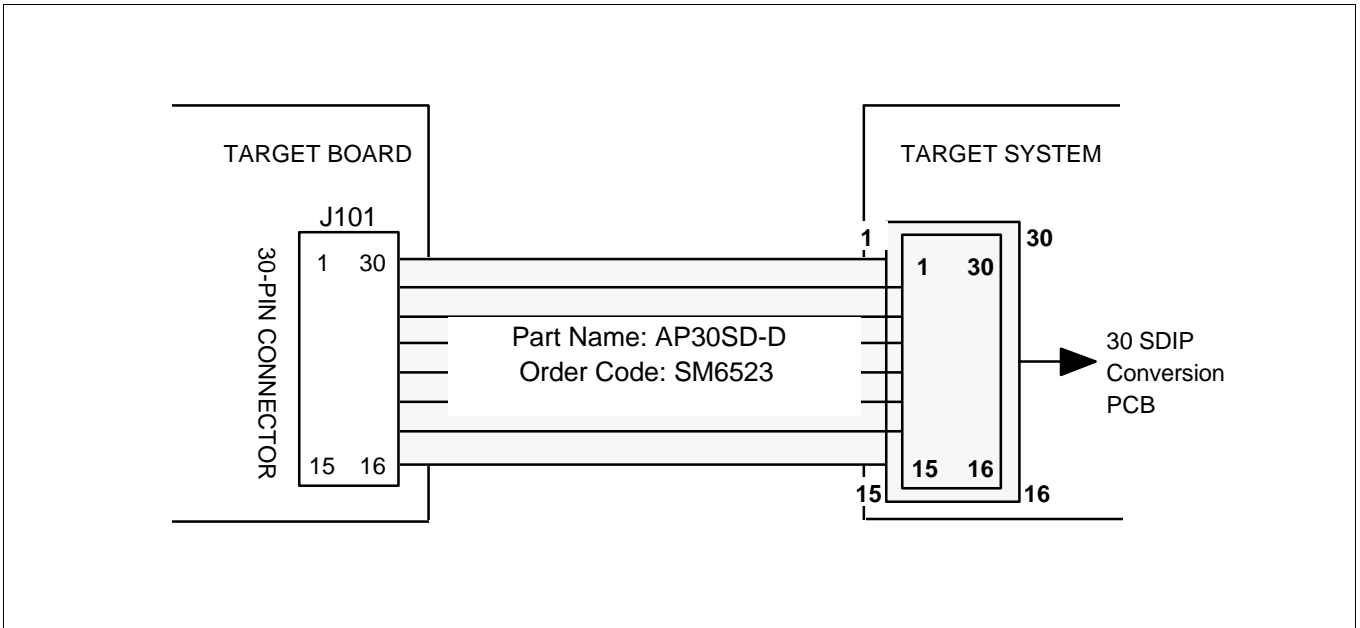 TARGET BOARD
J101
30-PIN CONNECTOR
1 30
15 16
Part Name: AP30SD-D
Order Code: SM6523
TARGET SYSTEM
1 30
1 30
15 16
15 16
30 SDIP
Conversion
PCB